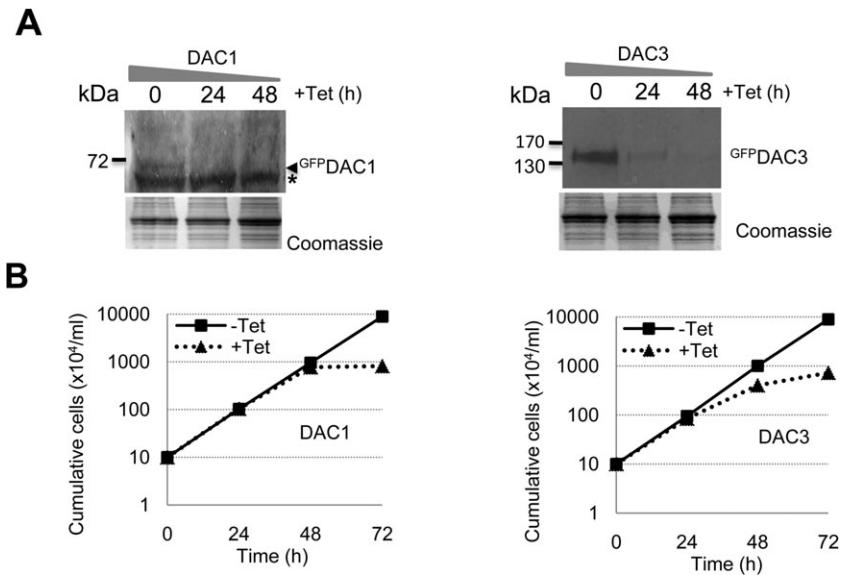 A
DAC1
kDa 0 24 48 +Tet (h)
72
GFPDAC1
*
Coomassie
DAC3
kDa 0 24 48 +Tet (h)
170
130
GFPDAC3
Coomassie
B
Cumulative cells (x10⁴/ml)
10000
1000
100
10
1
-Tet
+Tet
DAC1
0 24 48 72
Time (h)
Cumulative cells (x10⁴/ml)
10000
1000
100
10
1
-Tet
+Tet
DAC3
0 24 48 72
Time (h)